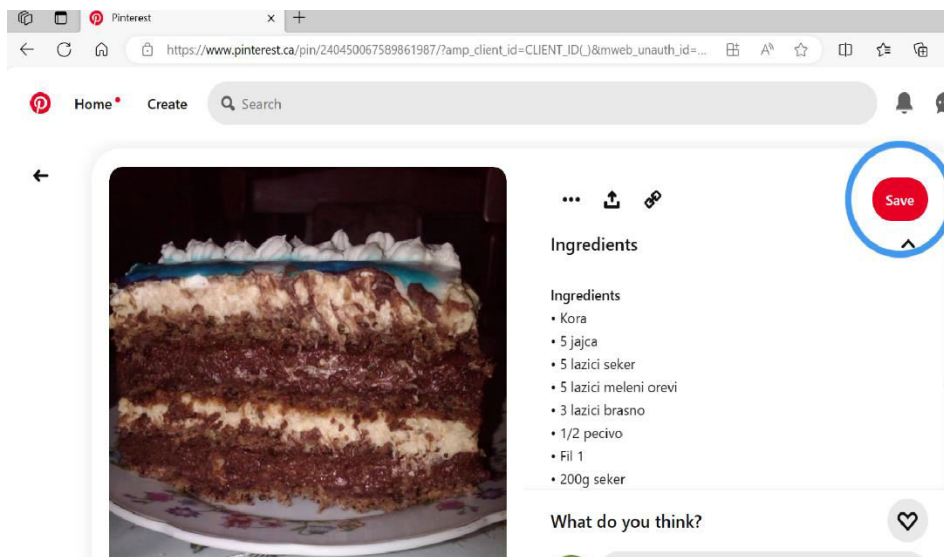 Pinterest
https://www.pinterest.ca/pin/240450067589861987/?amp_client_id=CLIENT_ID(_)&mweb_unauth_id=...
Home Create Search
Save
Ingredients
Ingredients
• Kora
• 5 jajca
• 5 lazici seker
• 5 lazici meleni orevi
• 3 lazici brasno
• 1/2 pecivo
• Fil 1
• 200g seker
What do you think?